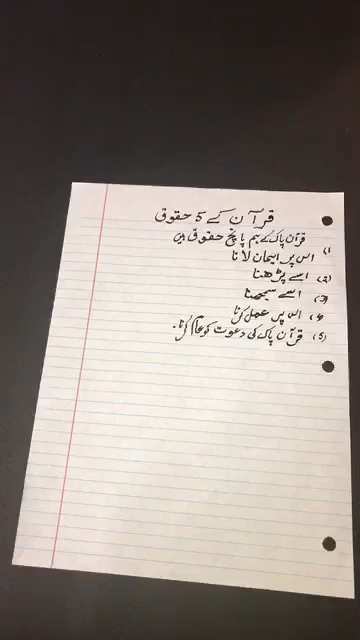 قرآن کے 5 حقوق
قرآن پاک کے ہم پانچ حقوق ہیں
(1) اس پر ایمان لانا
(2) اسے پڑھنا
(3) اسے سمجھنا
(4) اس پر عمل کرنا
(5) قرآن پاک کی دعوت کو عام کرنا۔